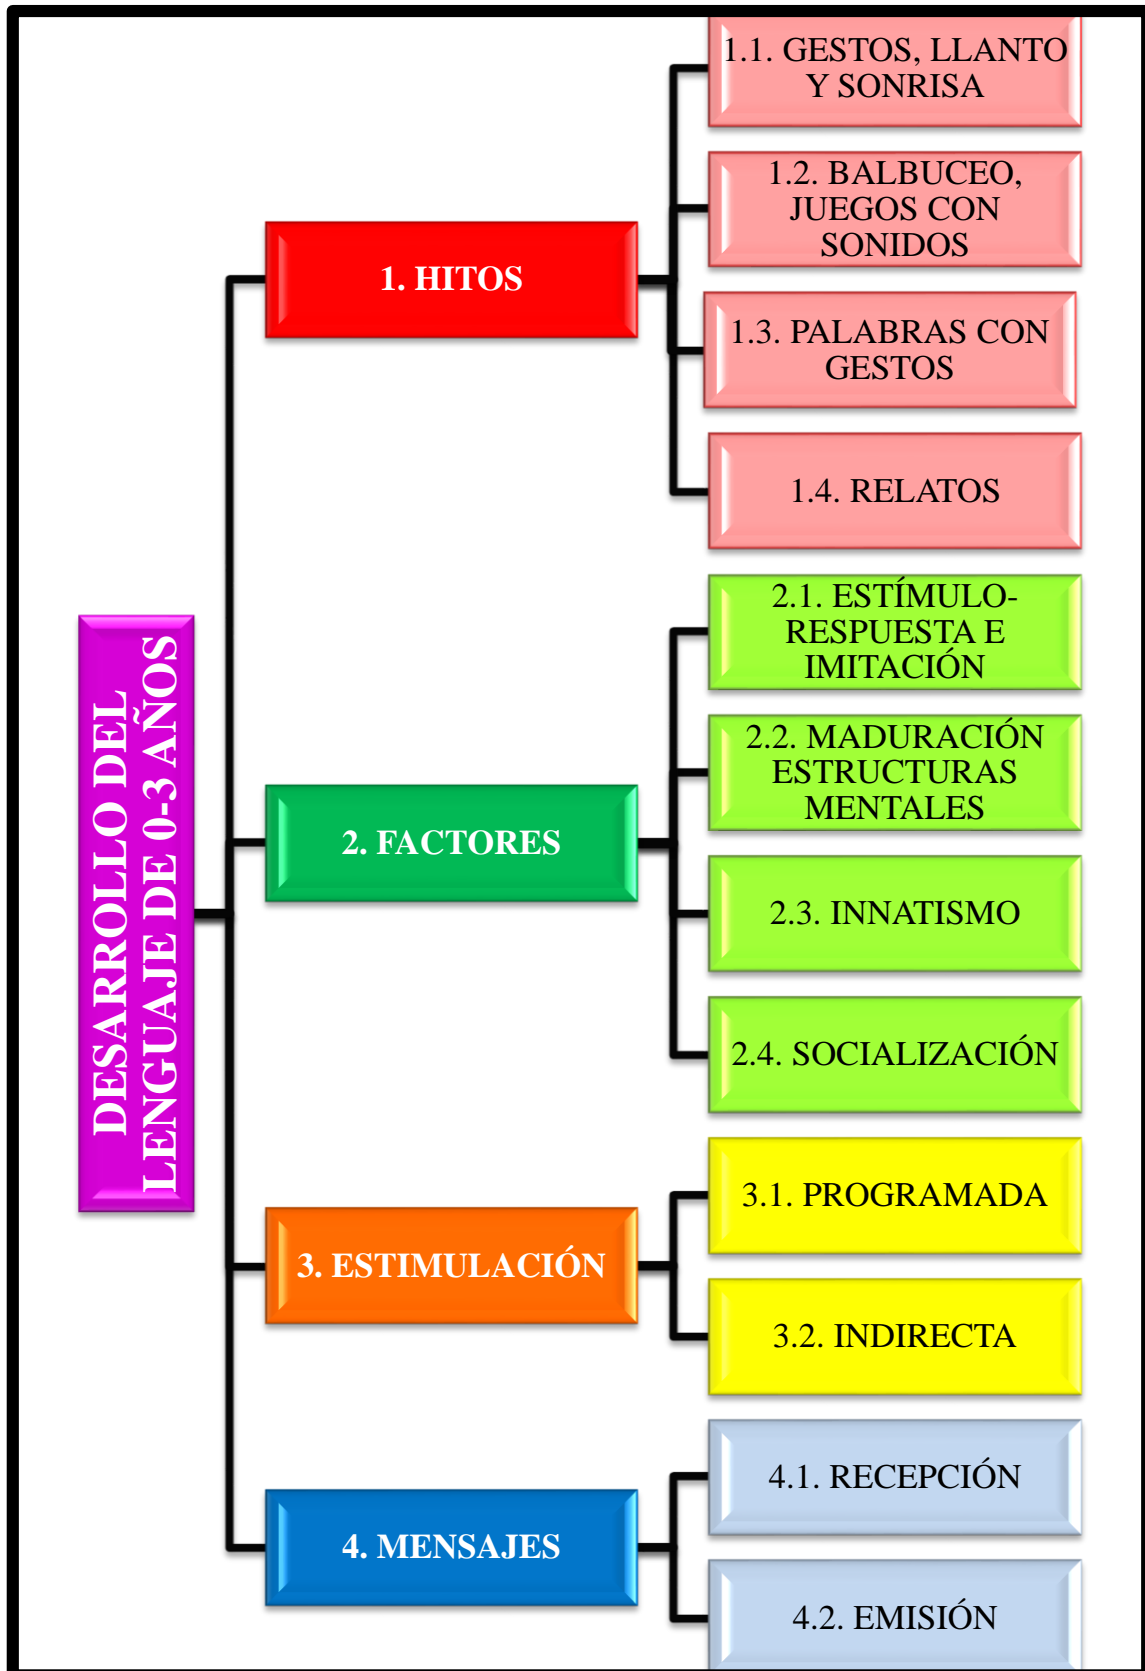 DESARROLLO DEL
LENGUAJE DE 0-3 AÑOS
1. HITOS
1.1. GESTOS, LLANTO
Y SONRISA
1.2. BALBUCEO,
JUEGOS CON
SONIDOS
1.3. PALABRAS CON
GESTOS
1.4. RELATOS
2. FACTORES
2.1. ESTÍMULO-
RESPUESTA E
IMITACIÓN
2.2. MADURACIÓN
ESTRUCTURAS
MENTALES
2.3. INNATISMO
2.4. SOCIALIZACIÓN
3. ESTIMULACIÓN
3.1. PROGRAMADA
3.2. INDIRECTA
4. MENSAJES
4.1. RECEPCIÓN
4.2. EMISIÓN